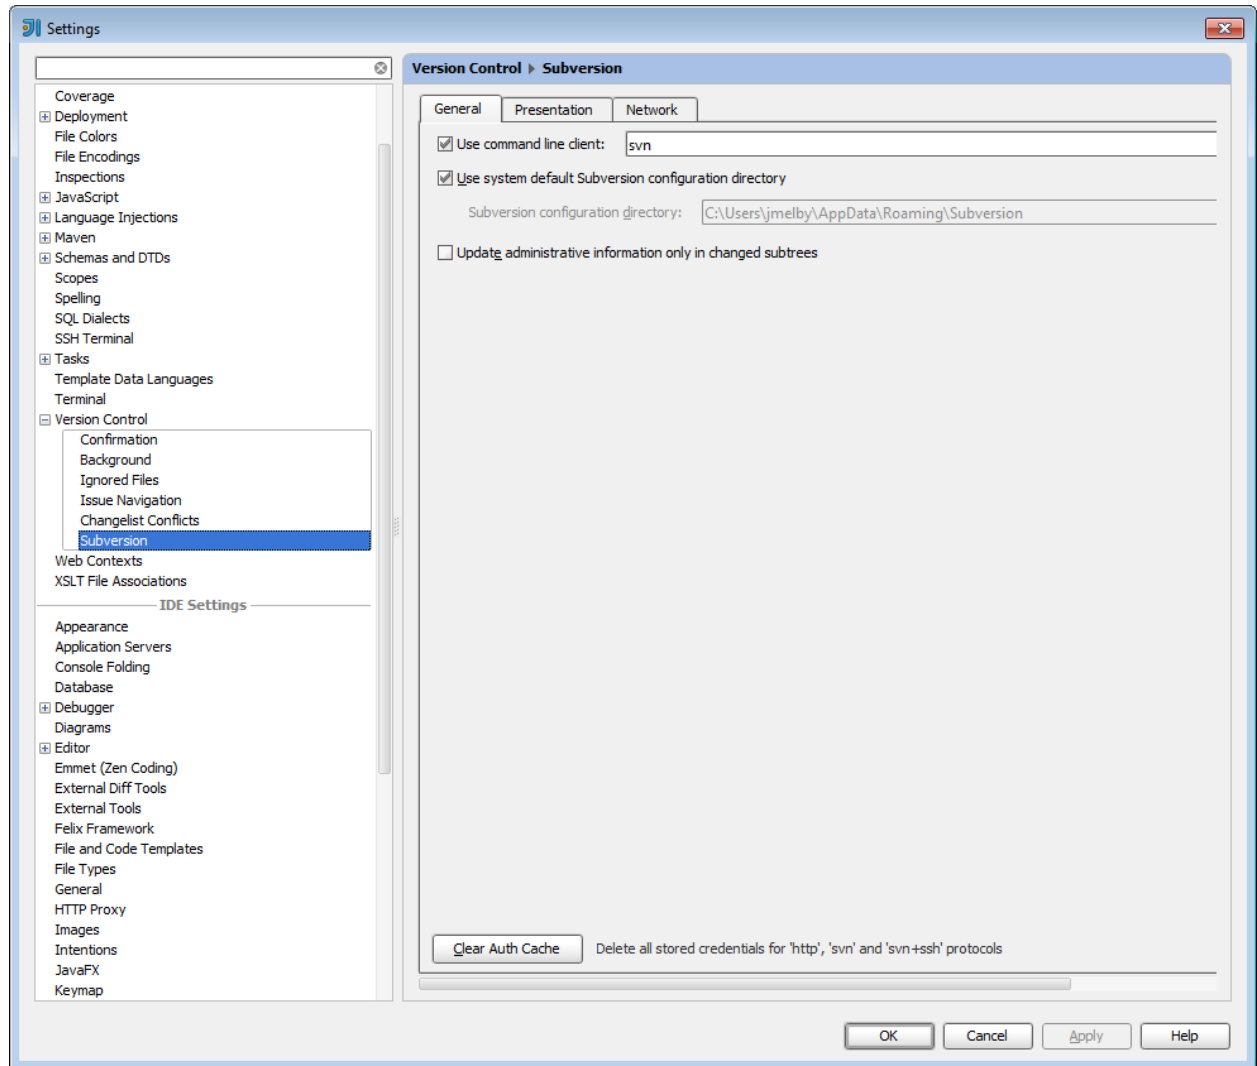 Settings
Version Control Subversion
Coverage
Deployment
File Colors
File Encodings
Inspections
JavaScript
Language Injections
Maven
Schemas and DTDs
Scopes
Spelling
SQL Dialects
SSH Terminal
Tasks
Template Data Languages
Terminal
Version Control
Confirmation
Background
Ignored Files
Issue Navigation
Changelist Conflicts
Subversion
Web Contexts
XSLT File Associations
IDE Settings
Appearance
Application Servers
Console Folding
Database
Debugger
Diagrams
Editor
Emmet (Zen Coding)
External Diff Tools
External Tools
Felix Framework
File and Code Templates
File Types
General
HTTP Proxy
Images
Intentions
JavaFX
Keymap
General Presentation Network
Use command line client: svn
Use system default Subversion configuration directory
Subversion configuration directory: C:\Users\jmelby\AppData\Roaming\Subversion
Update administrative information only in changed subtrees
Clear Auth Cache Delete all stored credentials for 'http', 'svn' and 'svn+ssh' protocols
OK Cancel Apply Help